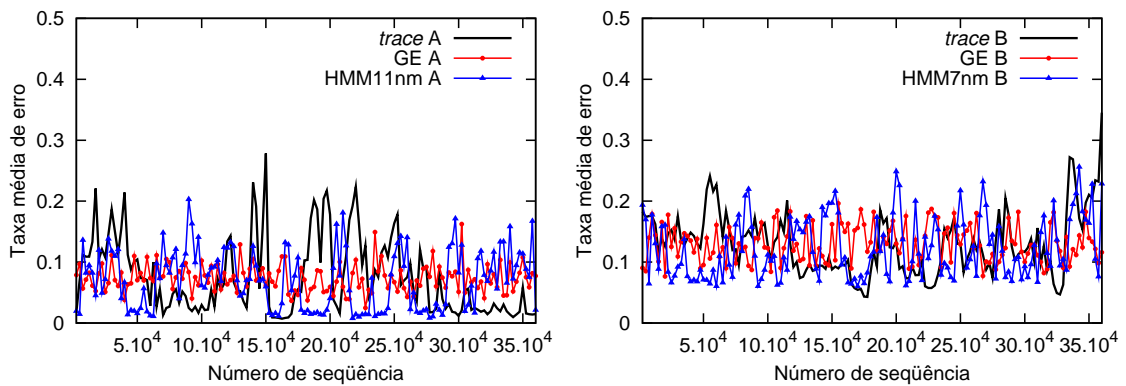 0.5
0.4
0.3
0.2
0.1
0
Taxa média de erro
trace A
GE A
HMM11nm A
5.10⁴ 10.10⁴ 15.10⁴ 20.10⁴ 25.10⁴ 30.10⁴ 35.10⁴
Número de seqüência
0.5
0.4
0.3
0.2
0.1
0
Taxa média de erro
trace B
GE B
HMM7nm B
5.10⁴ 10.10⁴ 15.10⁴ 20.10⁴ 25.10⁴ 30.10⁴ 35.10⁴
Número de seqüência